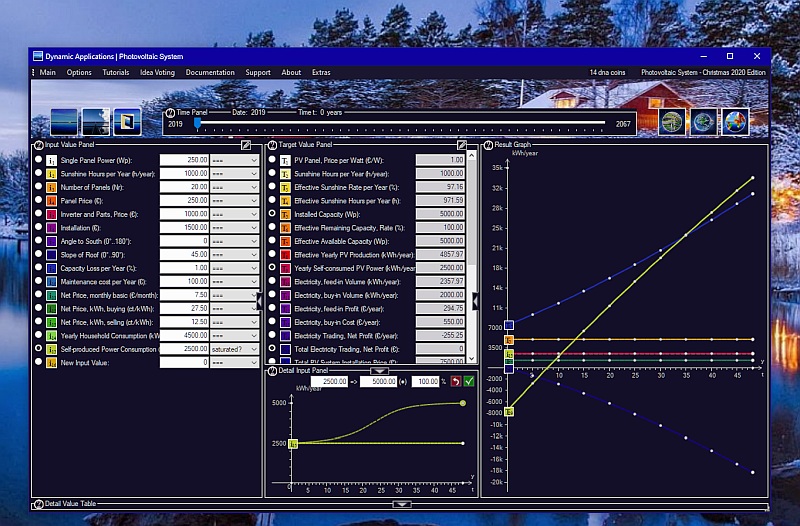 Dynamic Applications | Photovoltaic System
Main Options Tutorials Idea Voting Documentation Support About Extras 14 dna coins Photovoltaic System - Christmas 2020 Edition
Time Panel Date: 2019 Time t: 0 years
2019 2067
Input Value Panel
Single Panel Power (Wp): 250.00 ===
Sunshine Hours per Year (h/year): 1000.00 ===
Number of Panels (Nr): 20.00 ===
Panel Price (€): 250.00 ===
Inverter and Parts, Price (€): 1000.00 ===
Installation (€): 1500.00 ===
Angle to South (0°..180°): 0 ===
Slope of Roof (0°..90°): 45.00 ===
Capacity Loss per Year (%): 1.00 ===
Maintenance cost per Year (€): 100.00 ===
Net Price, monthly basic (€/month): 7.50 ===
Net Price, kWh, buying (ct/kWh): 27.50 ===
Net Price, kWh, selling (ct/kWh): 12.50 ===
Yearly Household Consumption (kW 4500.00 ===
Self-produced Power Consumption ( 2500.00 saturated?
New Input Value: 0 ===
Target Value Panel
PV Panel, Price per Watt (€/W): 1.00
Sunshine Hours per Year (h/year): 1000.00
Effective Sunshine Rate per Year (%): 97.16
Effective Sunshine Hours per Year (h): 971.59
Installed Capacity (Wp): 5000.00
Effective Remaining Capacity, Rate (%): 100.00
Effective Available Capacity (Wp): 5000.00
Effective Yearly PV Production (kWh/year): 4857.97
Yearly Self-consumed PV Power (kWh/year 2500.00
Electricity, feed-in Volume (kWh/year): 2357.97
Electricity, buy-in Volume (kWh/year): 2000.00
Electricity, feed-in Profit (€/year): 294.75
Electricity, buy-in Cost (€/year): 550.00
Electricity Trading, Net Profit (€/year): -255.25
Total Electricity Trading, Net Profit (€): 0
Total PV System Installation Price (€): 7500.00
Detail Input Panel
2500.00 => 5000.00 (●) 100.00 %
kWh/year
5000
2500
0
5 10 15 20 25 30 35 40 45
y
t
Result Graph
kWh/year
35k
32k
28k
25k
21k
18k
14k
11k
7000
3500
-2000
-4000
-6000
-8000
-10k
-12k
-14k
-16k
-18k
-20k
5 10 15 20 25 30 35 40 45
y
t
Detail Value Table